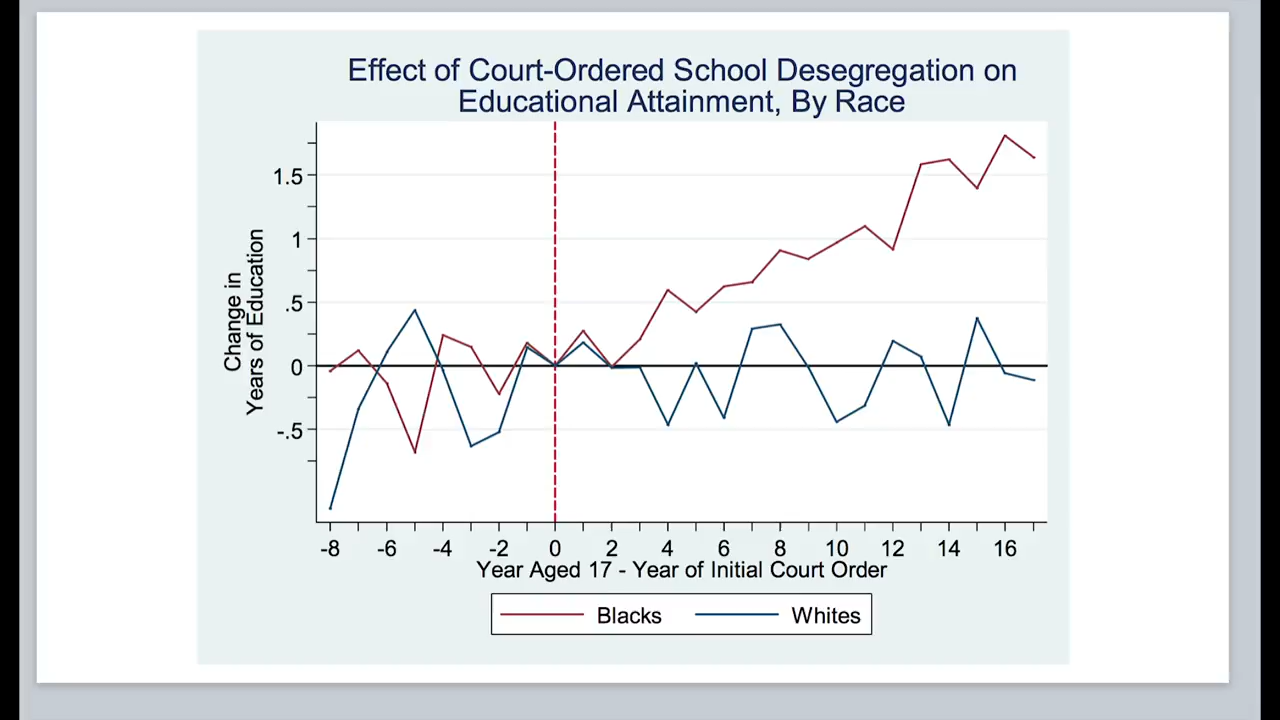 Effect of Court-Ordered School Desegregation on
Educational Attainment, By Race
Change in
Years of Education
1.5
1
.5
0
-.5
-8 -6 -4 -2 0 2 4 6 8 10 12 14 16
Year Aged 17 - Year of Initial Court Order
Blacks Whites